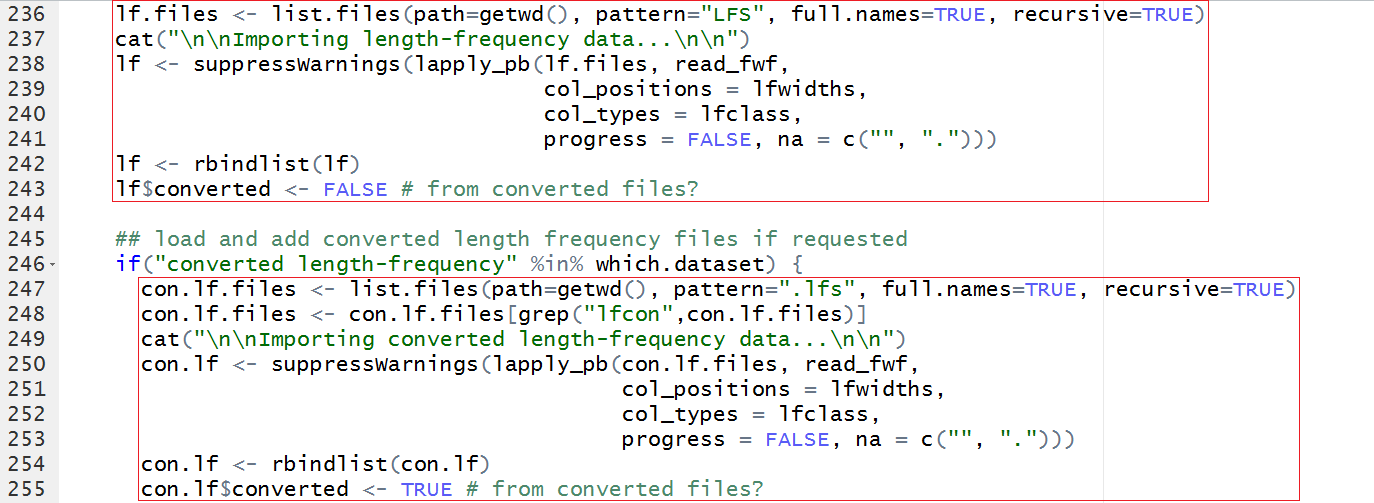 236 lf.files <- list.files(path=getwd(), pattern="LFS", full.names=TRUE, recursive=TRUE)
237 cat("\n\nImporting length-frequency data...\n\n")
238 lf <- suppressWarnings(lapply_pb(lf.files, read_fwf,
239 col_positions = lfwidths,
240 col_types = lfclass,
241 progress = FALSE, na = c("", ".")))
242 lf <- rbindlist(lf)
243 lf$converted <- FALSE # from converted files?
244
245 ## load and add converted length frequency files if requested
246 if("converted length-frequency" %in% which.dataset) {
247 con.lf.files <- list.files(path=getwd(), pattern=".lfs", full.names=TRUE, recursive=TRUE)
248 con.lf.files <- con.lf.files[grep("lfcon",con.lf.files)]
249 cat("\n\nImporting converted length-frequency data...\n\n")
250 con.lf <- suppressWarnings(lapply_pb(con.lf.files, read_fwf,
251 col_positions = lfwidths,
252 col_types = lfclass,
253 progress = FALSE, na = c("", ".")))
254 con.lf <- rbindlist(con.lf)
255 con.lf$converted <- TRUE # from converted files?